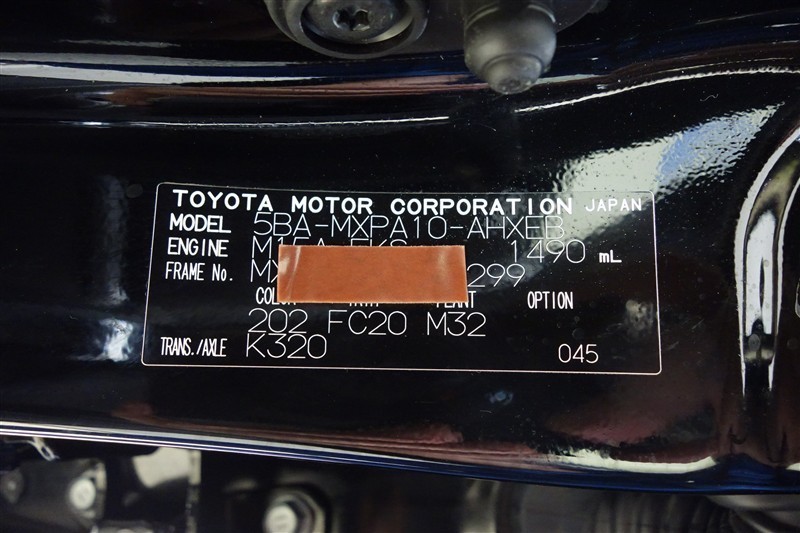 TOYOTA MOTOR CORPORATION JAPAN
MODEL 5BA-MXPA10-AHXEB
ENGINE 1490 mL
FRAME No. MX 299
COLOR PLANT OPTION
202 FC20 M32
TRANS./AXLE K320 045